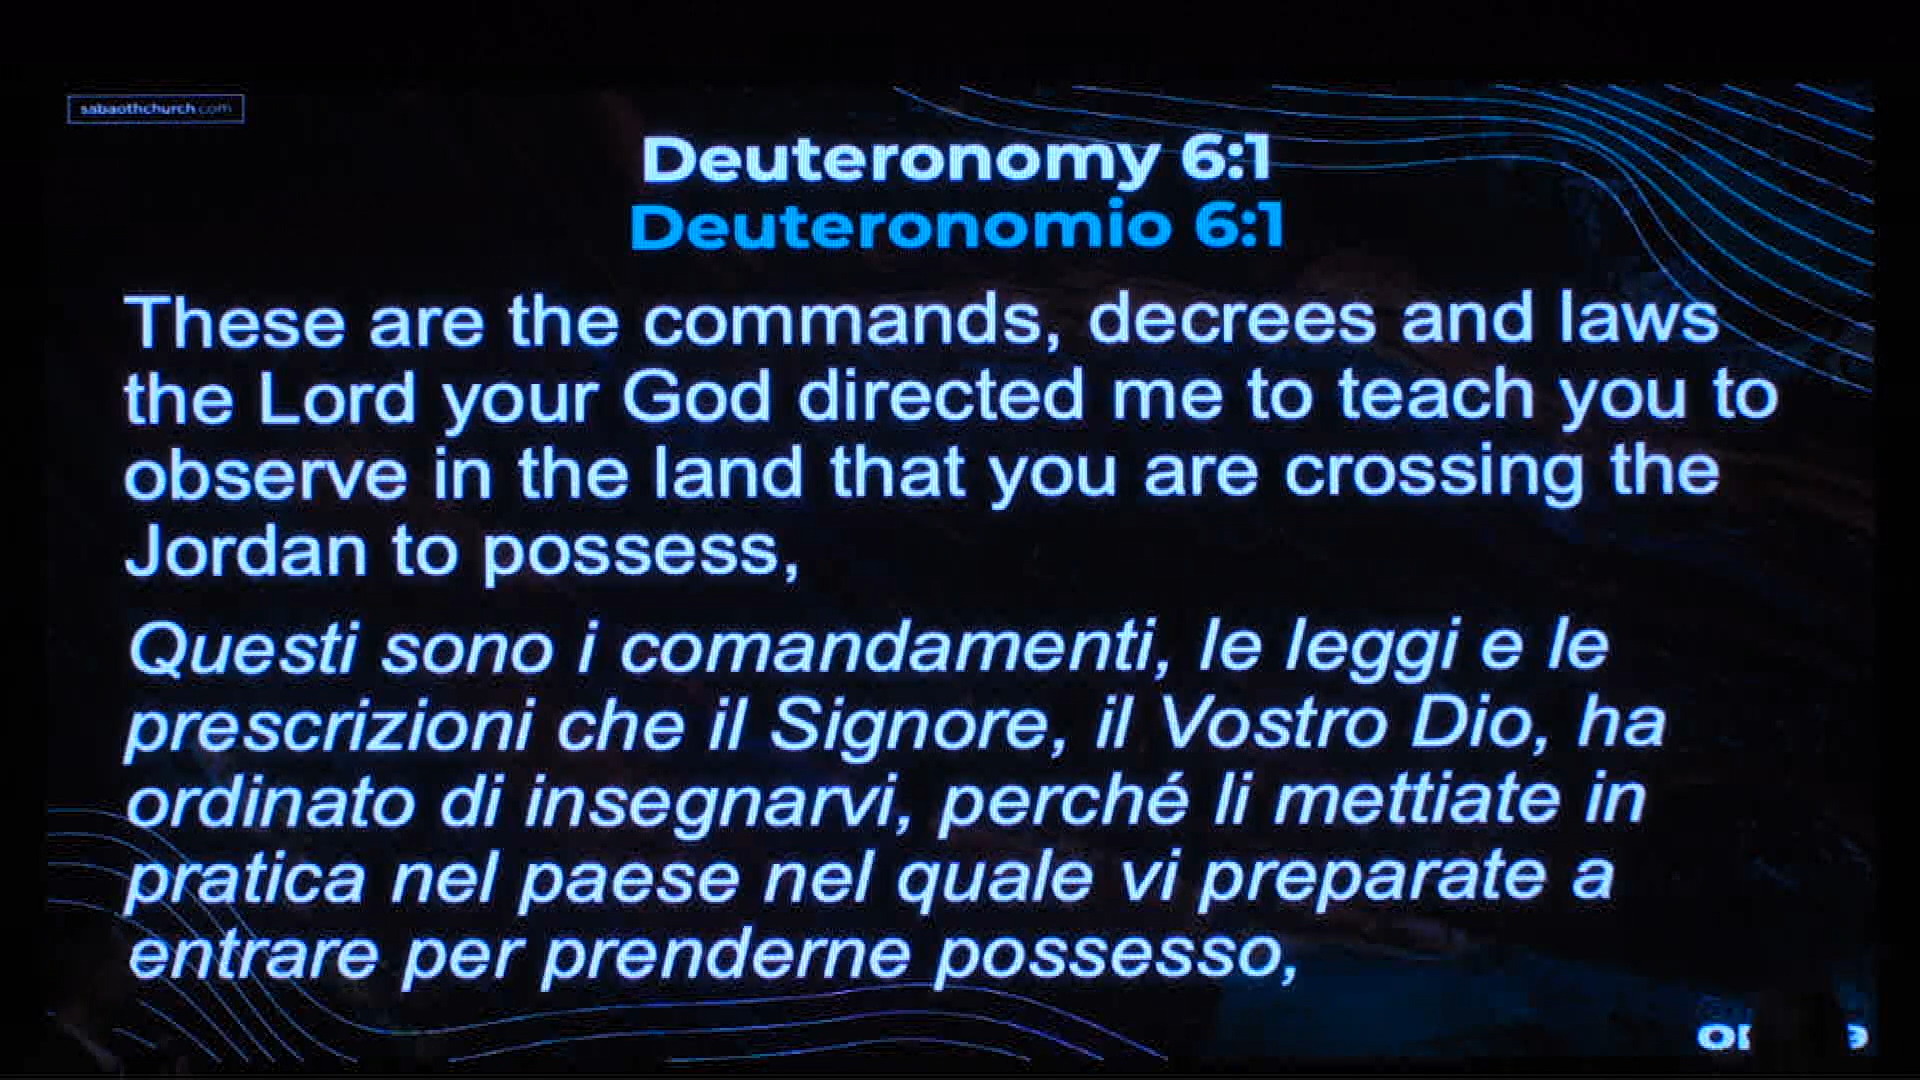 sabaothchurch.com
Deuteronomy 6:1
Deuteronomio 6:1
These are the commands, decrees and laws
the Lord your God directed me to teach you to
observe in the land that you are crossing the
Jordan to possess,
Questi sono i comandamenti, le leggi e le
prescrizioni che il Signore, il Vostro Dio, ha
ordinato di insegnarvi, perché li mettiate in
pratica nel paese nel quale vi preparate a
entrare per prenderne possesso,